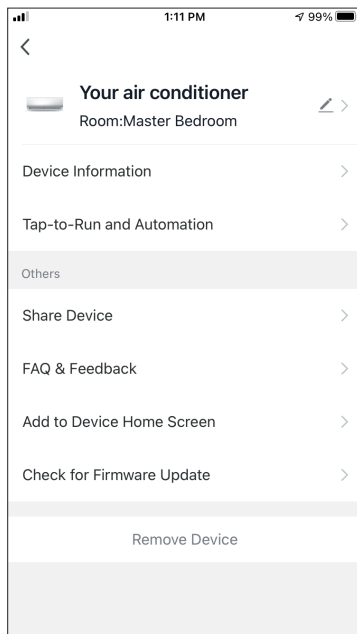 1:11 PM
99%
Your air conditioner
Room:Master Bedroom
Device Information
Tap-to-Run and Automation
Others
Share Device
FAQ & Feedback
Add to Device Home Screen
Check for Firmware Update
Remove Device